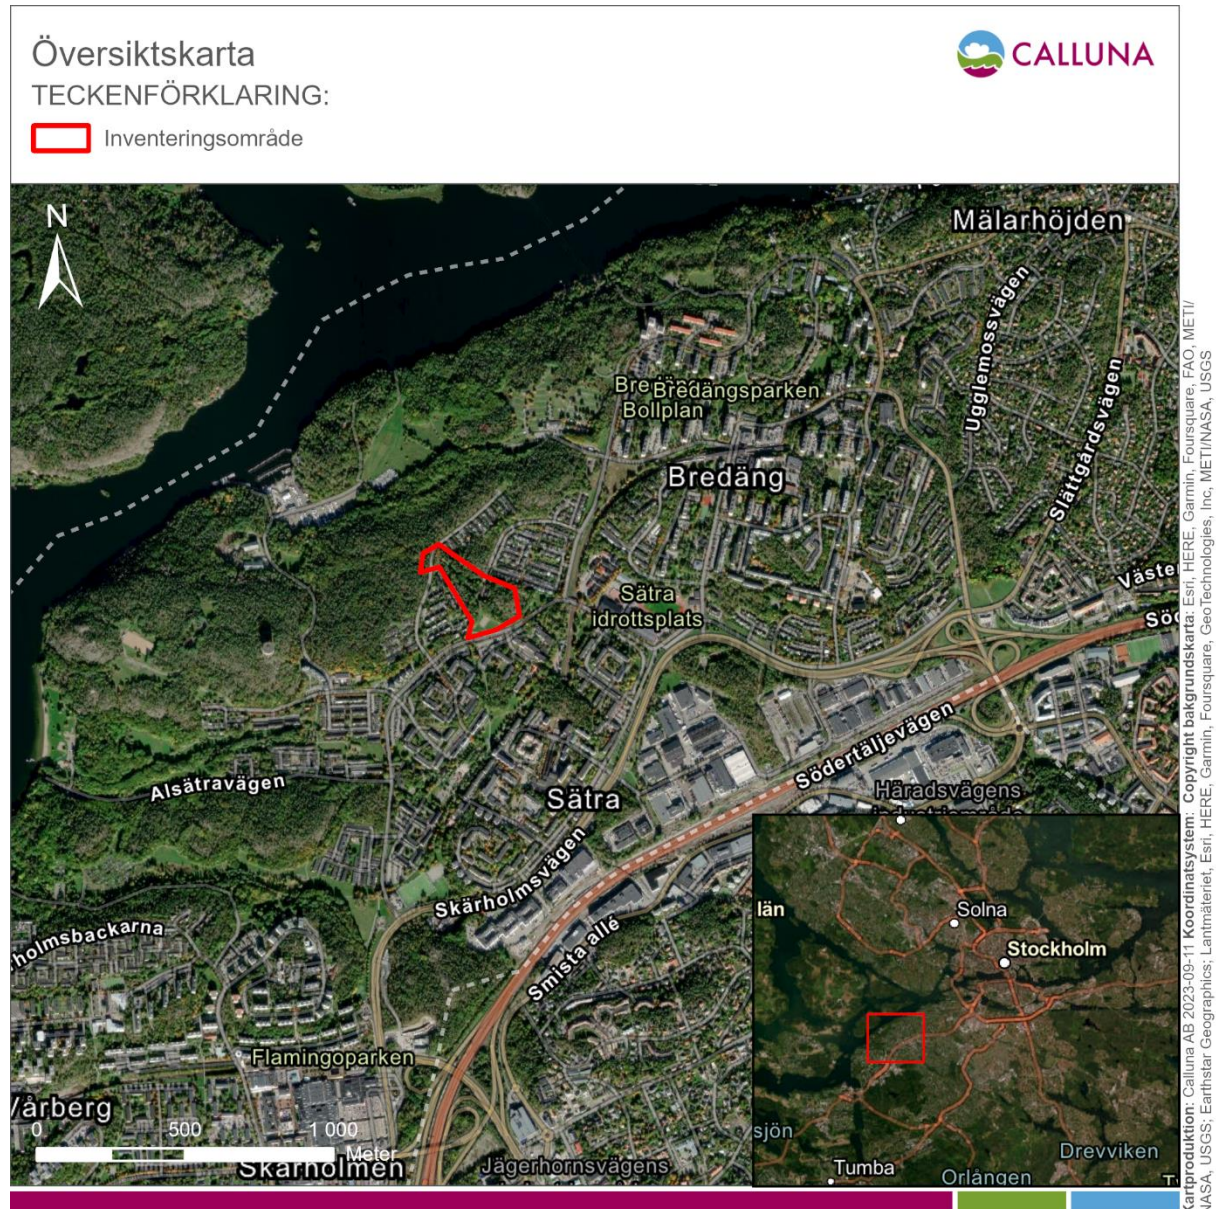 Översiktskarta
TECKENFÖRKLARING:
Inventeringsområde
CALLUNA
N
Mälarhöjden
Ugglemossvägen
Slättgårdsvägen
Bredängsparken
Bollplan
Bredäng
Sätra
idrottsplats
Väste
Söd
Södertäljevägen
Häradsvägens
Alsätravägen
Sätra
Skärholmsvägen
Smista allé
holmsbackarna
Flamingoparken
Vårberg
0 500 1 000
Meter
Skärholmen
Jägerhornsvägens
län
Solna
Stockholm
sjön
Tumba
Orlången
Drevviken
Kartproduktion: Calluna AB 2023-09-11 Koordinatsystem: Copyright bakgrundskarta: Esri, HERE, Garmin, Foursquare, FAO, METI/
NASA, USGS; Earthstar Geographics; Lantmäteriet, Esri, HERE, Garmin, Foursquare, GeoTechnologies, Inc, METI/NASA, USGS